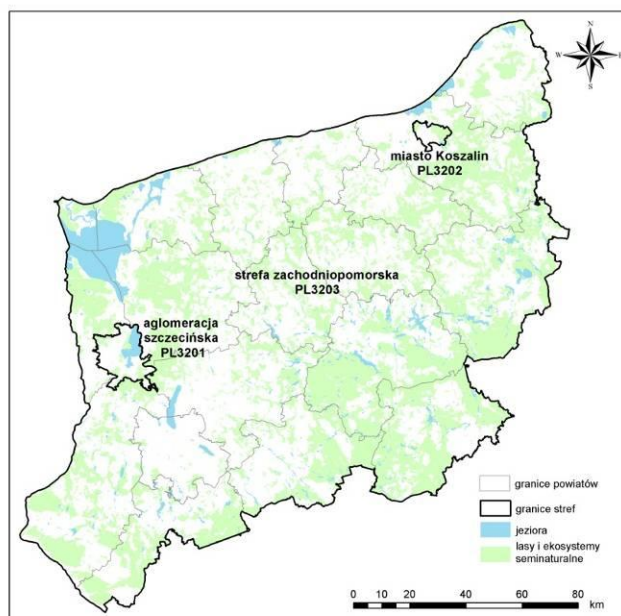 N
E
S
miasto Koszalin
PL3202
strefa zachodniopomorska
PL3203
aglomeracja
szczecińska
PL3201
granice powiatów
granice stref
jeziora
lasy i ekosystemy
seminaturalne
0 10 20 40 60 80
km